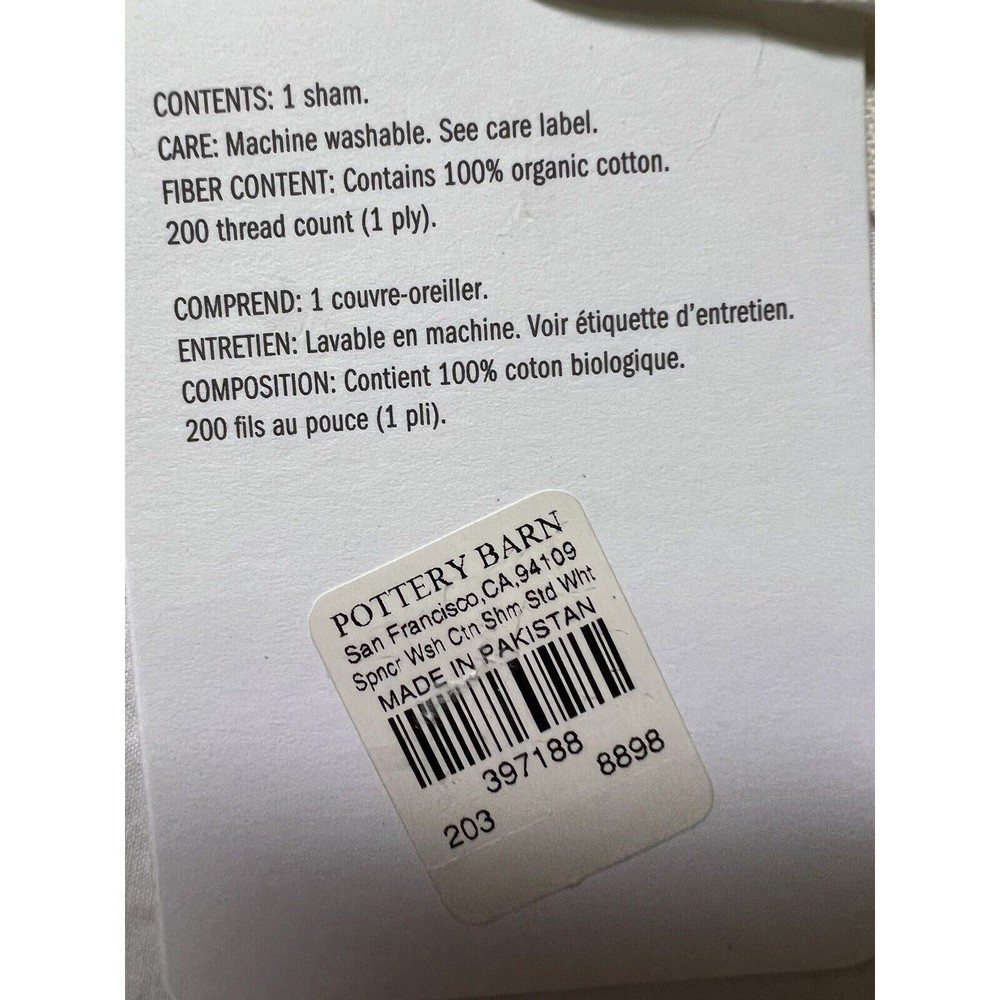 CONTENTS: 1 sham.
CARE: Machine washable. See care label.
FIBER CONTENT: Contains 100% organic cotton.
200 thread count (1 ply).
COMPREND: 1 couvre-oreiller.
ENTRETIEN: Lavable en machine. Voir étiquette d'entretien.
COMPOSITION: Contient 100% coton biologique.
200 fils au pouce (1 pli).
POTTERY BARN
San Francisco,CA,94109
Spncr Wsh Ctn Shm Std Wht
MADE IN PAKISTAN
397188 8898
203